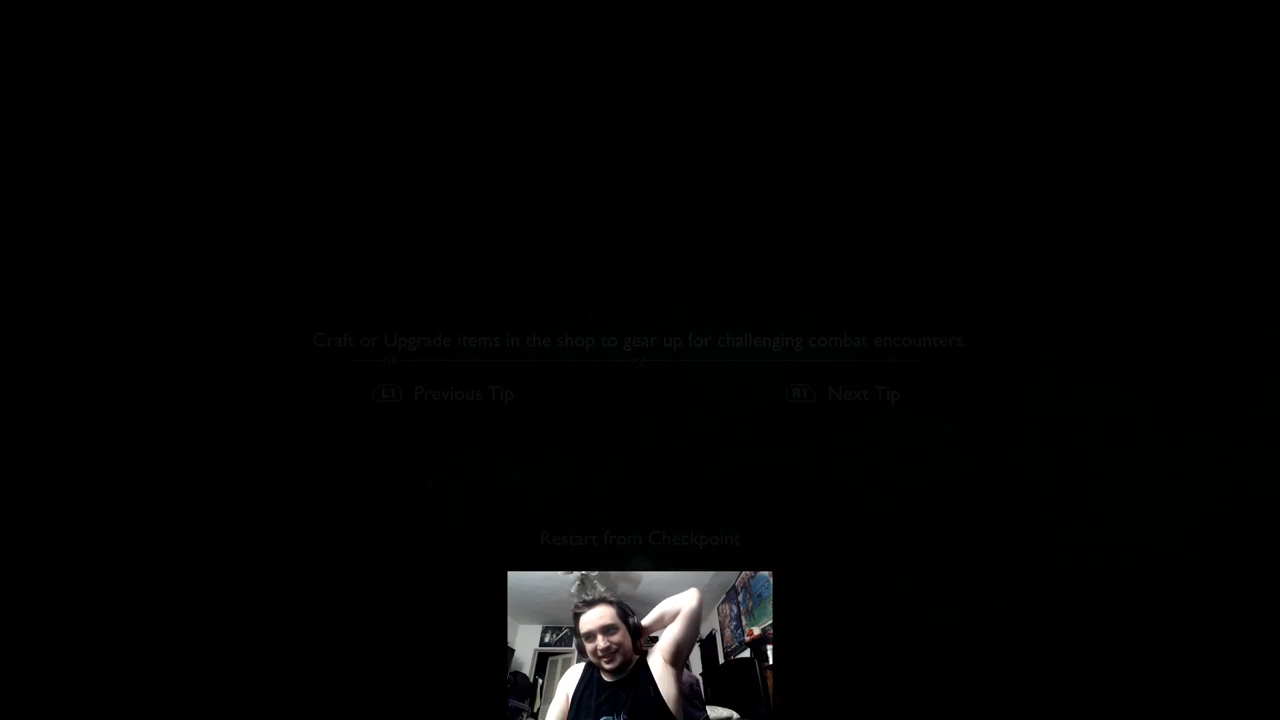 Craft or Upgrade items in the shop to gear up for challenging combat encounters.
L1 Previous Tip
R1 Next Tip
Restart from Checkpoint